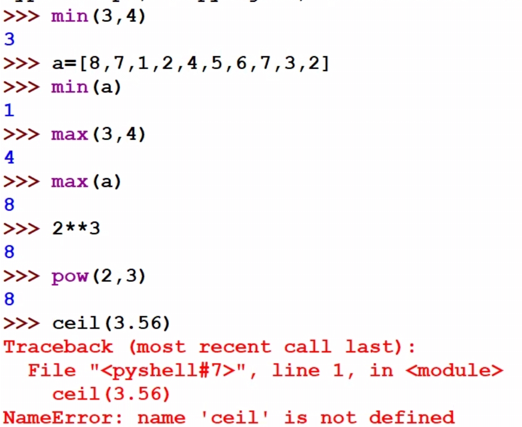 >>> min(3,4)
3
>>> a=[8,7,1,2,4,5,6,7,3,2]
>>> min(a)
1
>>> max(3,4)
4
>>> max(a)
8
>>> 2**3
8
>>> pow(2,3)
8
>>> ceil(3.56)
Traceback (most recent call last):
  File "<pyshell#7>", line 1, in <module>
    ceil(3.56)
NameError: name 'ceil' is not defined